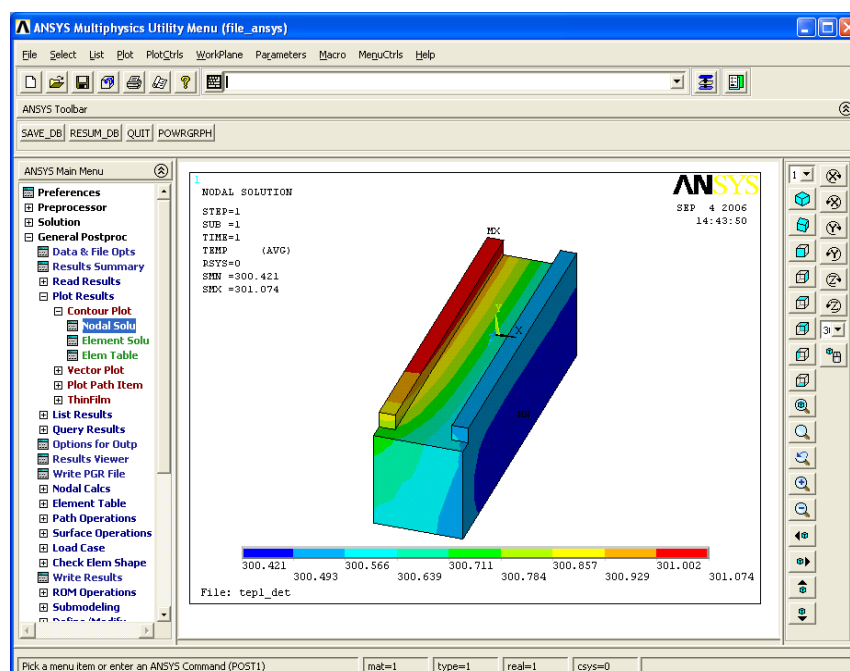 ANSYS Multiphysics Utility Menu (file_ansys)
File Select List Plot PlotCtrls WorkPlane Parameters Macro MenuCtrls Help
ANSYS Toolbar
SAVE_DB RESUM_DB QUIT POWRGRPH
ANSYS Main Menu
Preferences
Preprocessor
Solution
General Postproc
Data & File Opts
Results Summary
Read Results
Plot Results
Contour Plot
Nodal Solu
Element Solu
Elem Table
Vector Plot
Plot Path Item
ThinFilm
List Results
Query Results
Options for Outp
Results Viewer
Write PGR File
Nodal Calcs
Element Table
Path Operations
Surface Operations
Load Case
Check Elem Shape
Write Results
ROM Operations
Submodeling
1
NODAL SOLUTION
STEP=1
SUB =1
TIME=1
TEMP (AVG)
RSYS=0
SMN =300.421
SMX =301.074
ANSYS
SEP 4 2006
14:43:50
MX
Y
X
300.421 300.566 300.711 300.857 301.002
300.493 300.639 300.784 300.929 301.074
File: tepl_det
1
X
X
Y
Y
Z
Z
Pick a menu item or enter an ANSYS Command (POST1) mat=1 type=1 real=1 csys=0